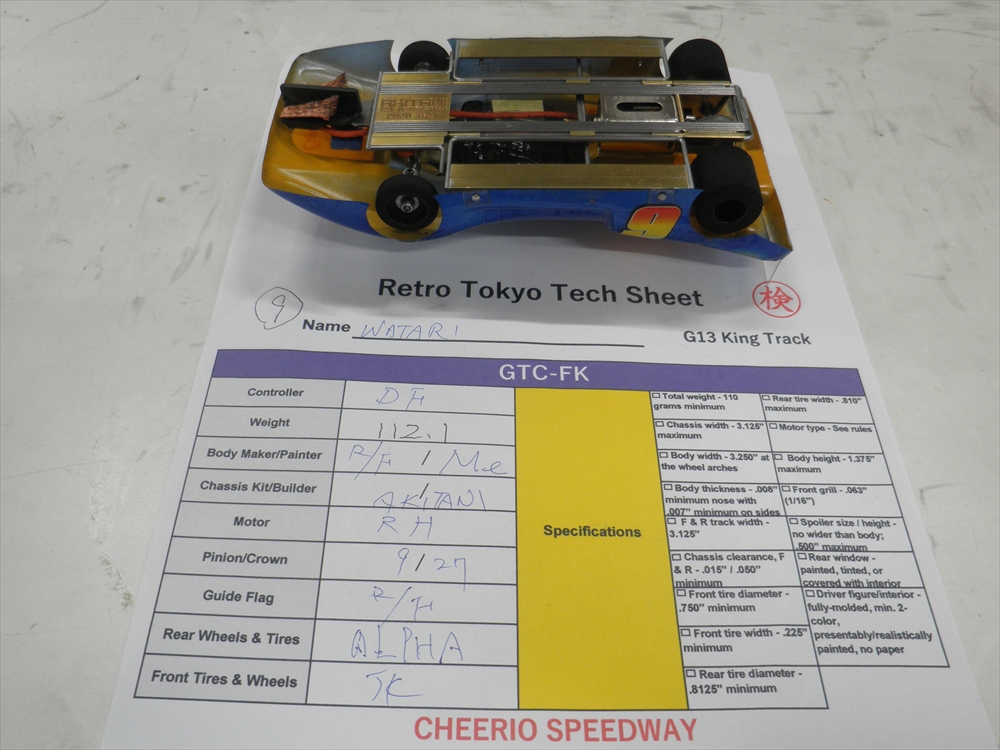 9
Retro Tokyo Tech Sheet
検
9
Name WATARI
G13 King Track
GTC-FK
Controller DF
Weight 112.1
Body Maker/Painter R/F / Me
Chassis Kit/Builder / AKITANI
Motor RH
Pinion/Crown 9/27
Guide Flag R/F
Rear Wheels & Tires ALPHA
Front Tires & Wheels JK
Specifications
☐ Total weight - 110
grams minimum
☐ Rear tire width - .810"
maximum
☐ Chassis width - 3.125"
maximum
☐ Motor type - See rules
☐ Body width - 3.250" at
the wheel arches
☐ Body height - 1.375"
maximum
☐ Body thickness - .008"
minimum nose with
.007" minimum on sides
☐ Front grill - .063"
(1/16")
☐ F & R track width -
3.125"
☐ Spoiler size / height -
no wider than body;
.500" maximum
☐ Chassis clearance, F
& R - .015" / .050"
minimum
☐ Rear window -
painted, tinted, or
covered with interior
☐ Front tire diameter -
.750" minimum
☐ Driver figure/interior -
fully-molded, min. 2-
color,
presentably/realistically
painted, no paper
☐ Front tire width - .225"
minimum
☐ Rear tire diameter -
.8125" minimum
CHEERIO SPEEDWAY